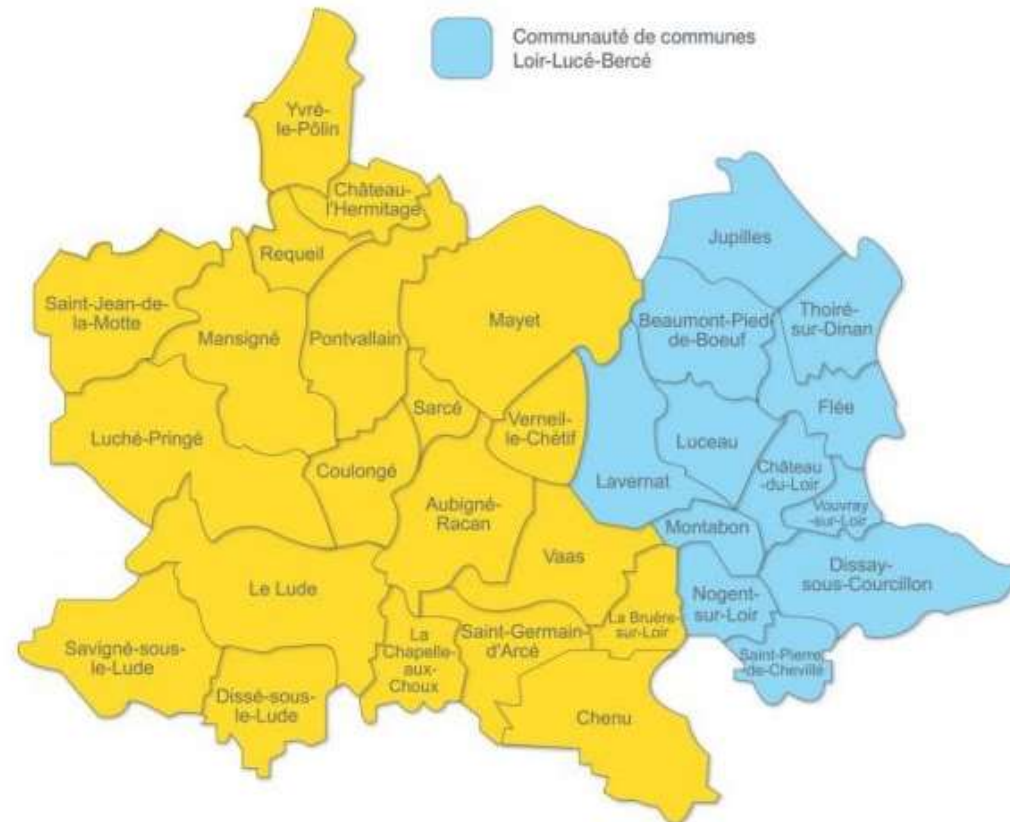 Communauté de communes
Loir-Lucé-Bercé
Yvré-
le-Pôlin
Château-
l'Hermitage
Requeil
Saint-Jean-de-
la-Motte
Mansigné
Pontvallain
Mayet
Jupilles
Beaumont-Pied
de-Boeuf
Thoiré-
sur-Dinan
Luché-Pringé
Sarcé
Verneil-
le-Chétif
Coulongé
Luceau
Flée
Lavernat
Château
-du-Loir
Vouvray
-sur-Loir
Aubigné-
Racan
Montabon
Vaas
Dissay-
sous-Courcillon
Le Lude
Nogent-
sur-Loir
La Bruère-
sur-Loir
Savigné-sous-
le-Lude
La
Chapelle-
aux-
Choux
Saint-Germain-
d'Arcé
Saint-Pierre
-de-Chevillé
Dissé-sous-
le-Lude
Chenu